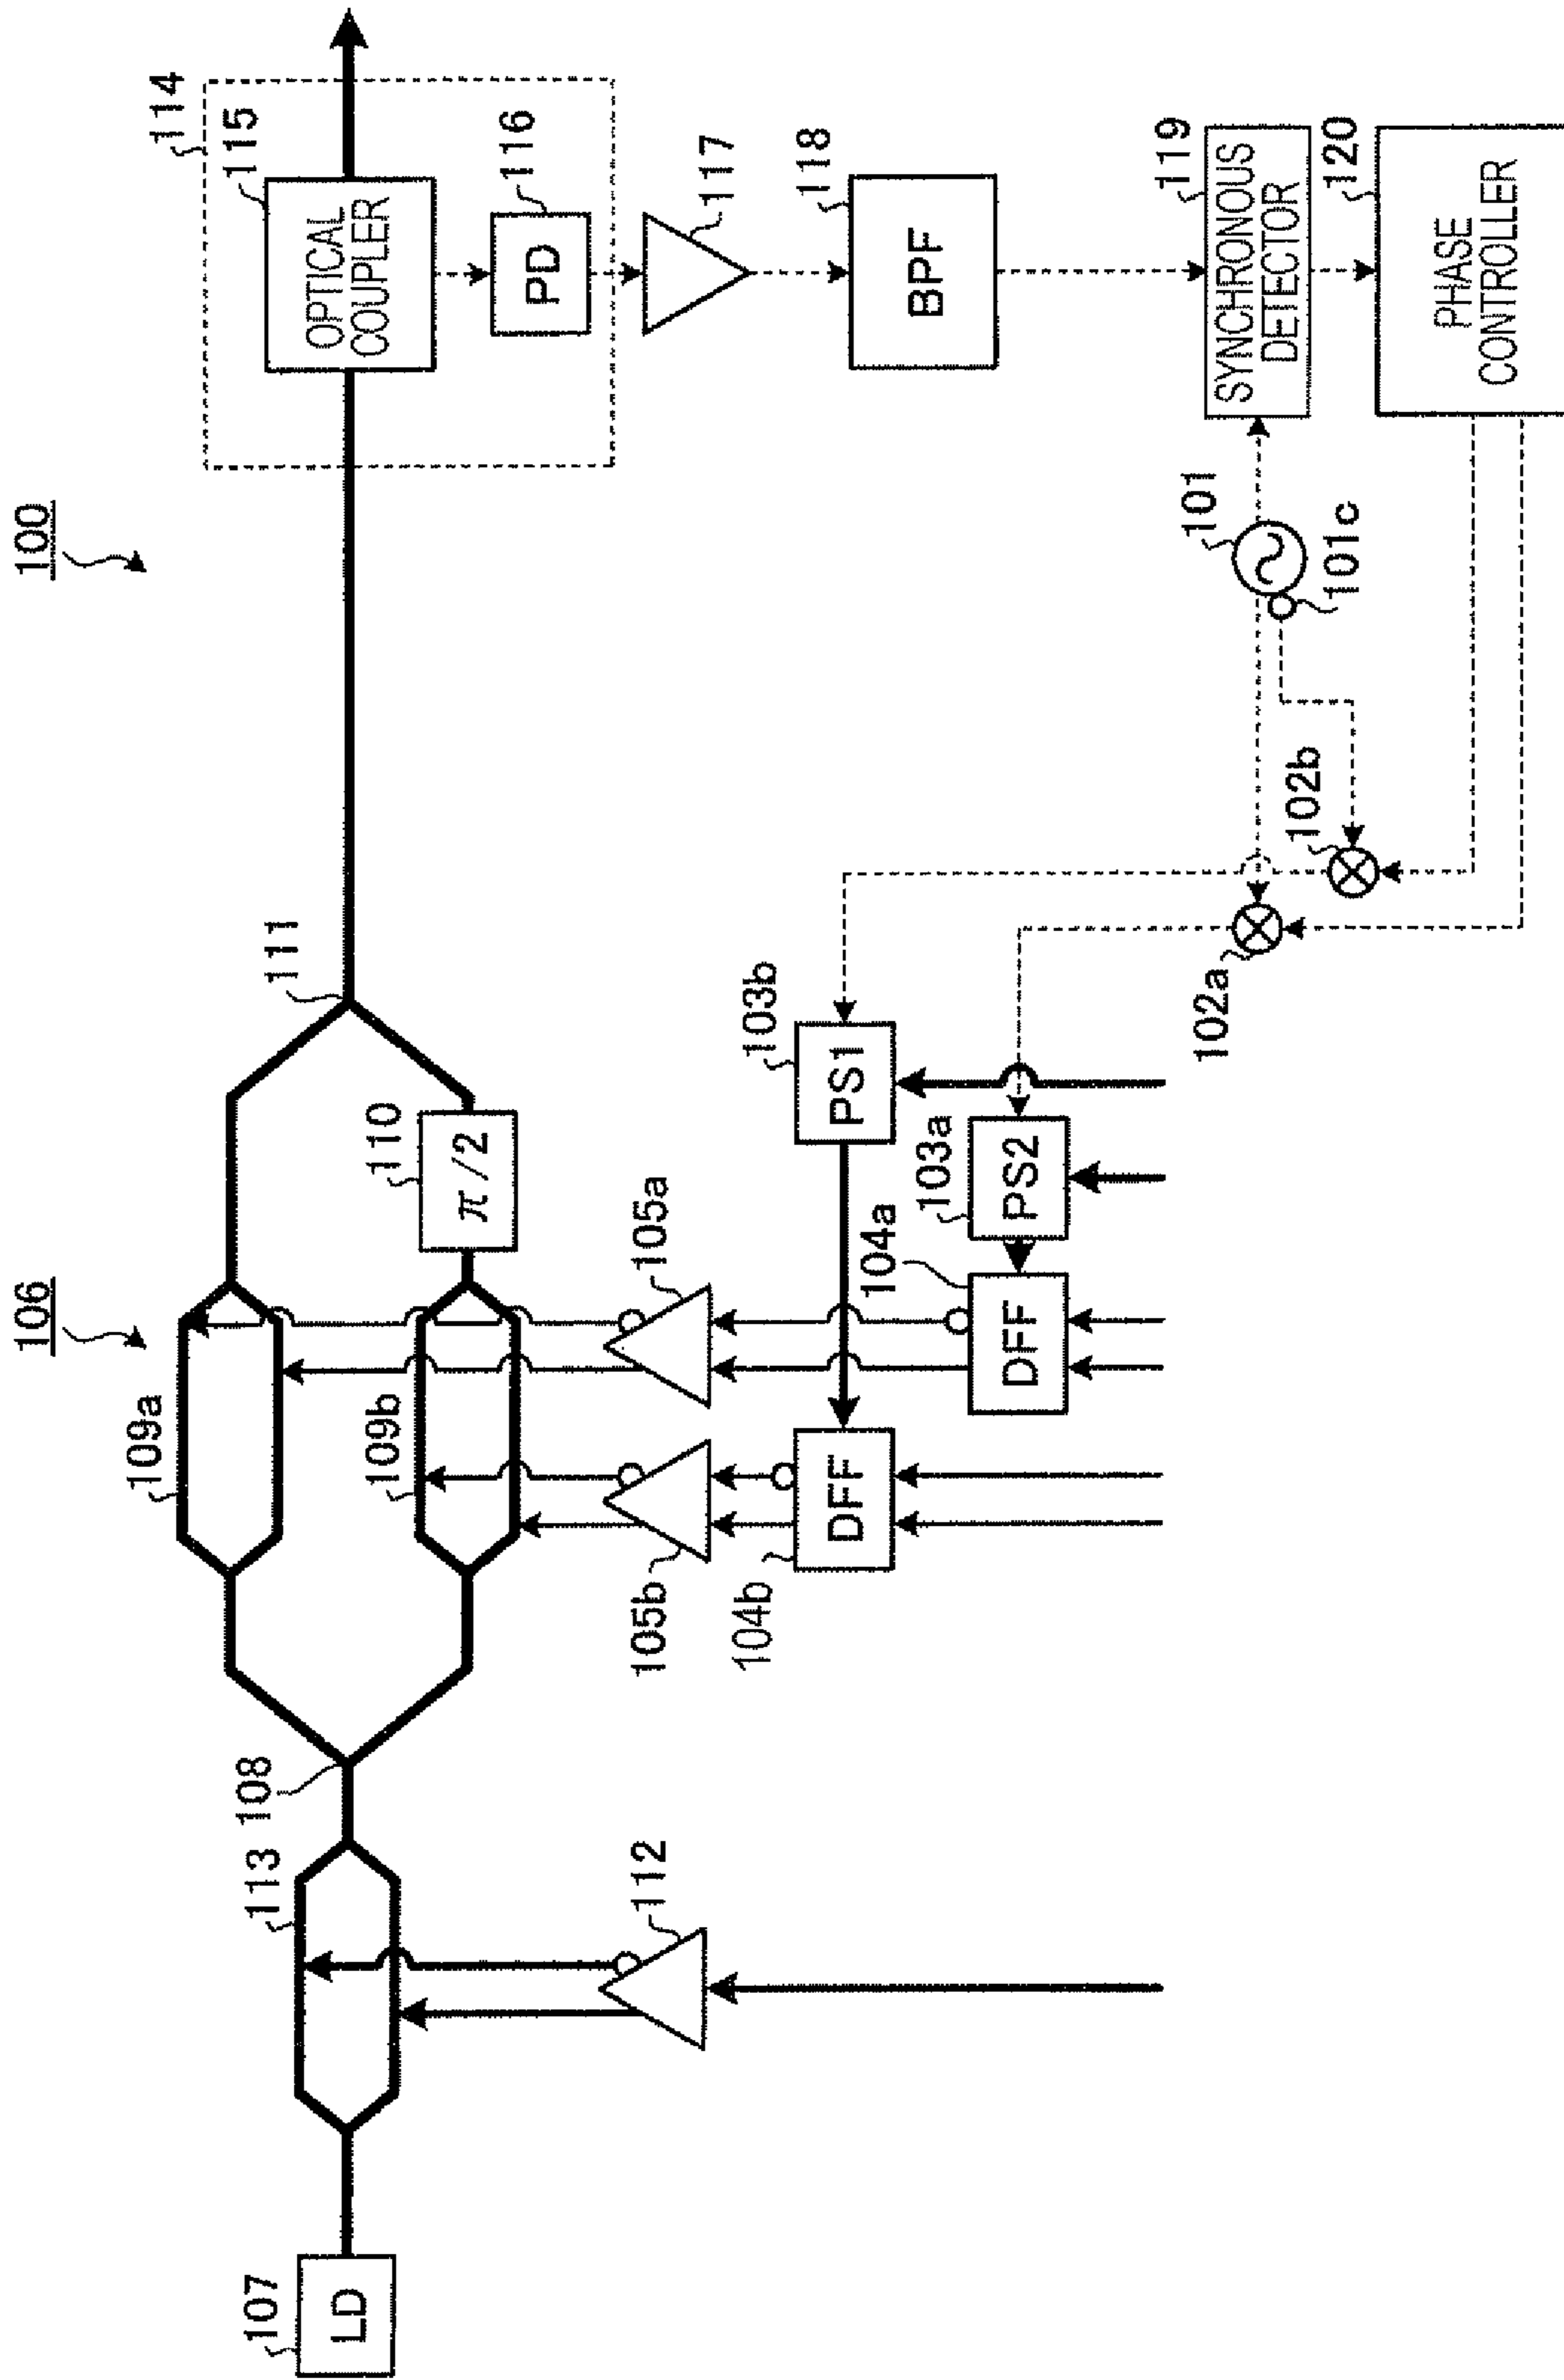 100
106
107
LD
113
112
108
109a
109b
110
π/2
111
114
115
OPTICAL
COUPLER
116
PD
117
118
BPF
119
SYNCHRONOUS
DETECTOR
120
PHASE
CONTROLLER
101
101c
102b
102a
103b
PS1
103a
PS2
104a
DFF
104b
DFF
105a
105b